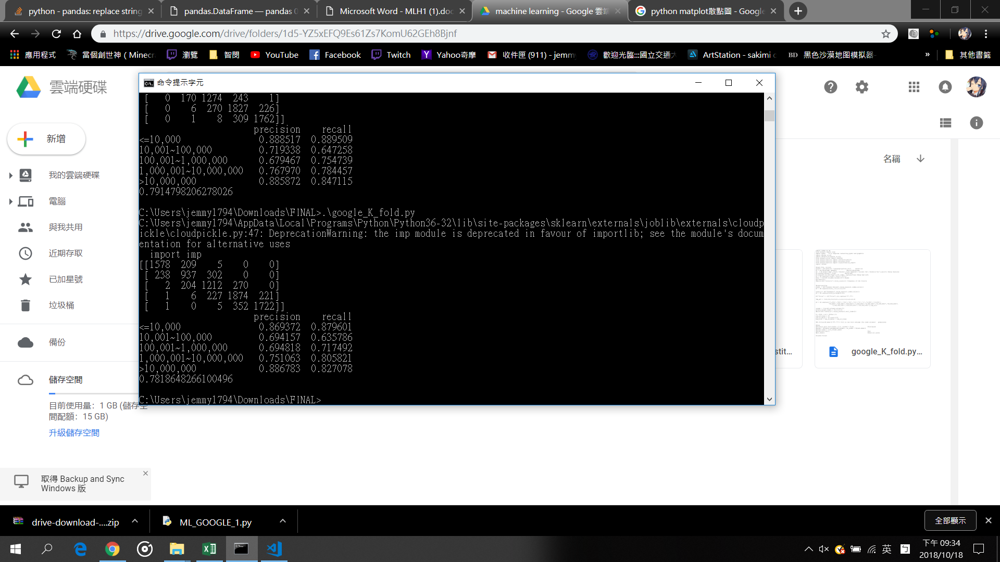 python - pandas: replace string
pandas.DataFrame — pandas 0
Microsoft Word - MLH1 (1).doc
machine learning - Google 雲端
python matplot散點圖 - Google
https://drive.google.com/drive/folders/1d5-YZ5xEFQ9Es61Zs7KomU62GEh8Bjnf
應用程式
當個創世神 ( Minecr
瀏覽
智閔
YouTube
Facebook
Twitch
Yahoo奇摩
收件匣 (911) - jemmy
歡迎光臨:::國立交通大
ArtStation - sakimi c
BD 黑色沙漠地图模拟器-
»
其他書籤
雲端硬碟
新增
我的雲端硬碟
電腦
與我共用
近期存取
已加星號
垃圾桶
備份
儲存空間
目前使用量：1 GB (儲存空
間配額：15 GB)
升級儲存空間
取得 Backup and Sync
Windows 版
命令提示字元
[    0  170 1274  243    1]
[    0    6  270 1827  226]
[    0    1    8  309 1762]]
precision    recall
<=10,000               0.888517  0.889509
10,001~100,000         0.719338  0.647258
100,001~1,000,000      0.679467  0.754739
1,000,001~10,000,000   0.767970  0.784457
>10,000,000            0.885872  0.847115
0.7914798206278026
C:\Users\jemmy1794\Downloads\FINAL>.\google_K_fold.py
C:\Users\jemmy1794\AppData\Local\Programs\Python\Python36-32\lib\site-packages\sklearn\externals\joblib\externals\cloudp
ickle\cloudpickle.py:47: DeprecationWarning: the imp module is deprecated in favour of importlib; see the module's docum
entation for alternative uses
import imp
[[1578  209    5    0    0]
[ 238  937  302    0    0]
[    2  204 1212  270    0]
[    1    6  227 1874  221]
[    1    0    5  352 1722]]
precision    recall
<=10,000               0.869372  0.879601
10,001~100,000         0.694157  0.635786
100,001~1,000,000      0.694818  0.717492
1,000,001~10,000,000   0.751063  0.805821
>10,000,000            0.886783  0.827078
0.7818648266100496
C:\Users\jemmy1794\Downloads\FINAL>
名稱
stit...
google_K_fold.py...
drive-download-....zip
ML_GOOGLE_1.py
全部顯示
英
下午 09:34
2018/10/18